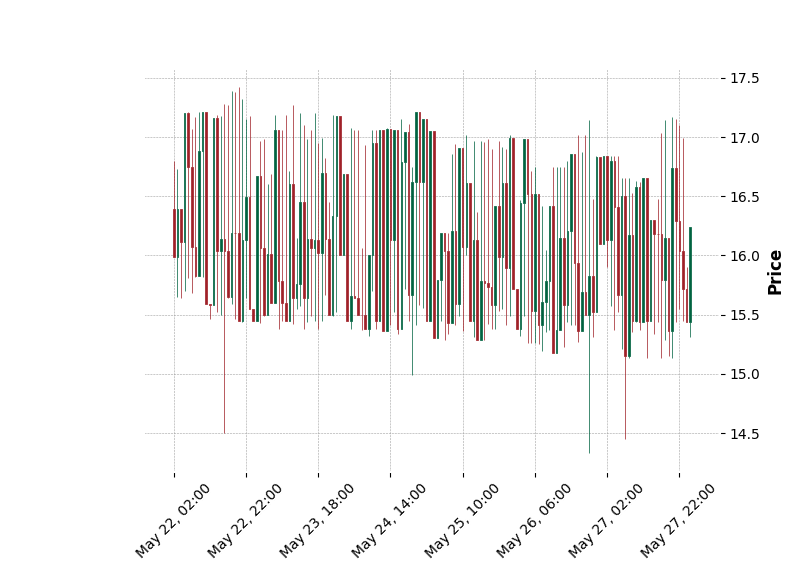 17.5
17.0
16.5
16.0
15.5
15.0
14.5
Price
May 22, 02:00
May 22, 22:00
May 23, 18:00
May 24, 14:00
May 25, 10:00
May 26, 06:00
May 27, 02:00
May 27, 22:00